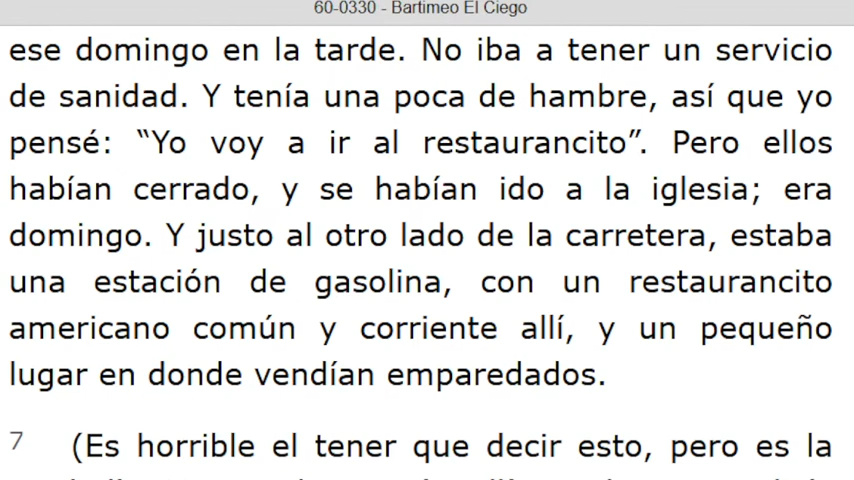 60-0330 - Bartimeo El Ciego
ese domingo en la tarde. No iba a tener un servicio
de sanidad. Y tenía una poca de hambre, así que yo
pensé: “Yo voy a ir al restaurancito”. Pero ellos
habían cerrado, y se habían ido a la iglesia; era
domingo. Y justo al otro lado de la carretera, estaba
una estación de gasolina, con un restaurancito
americano común y corriente allí, y un pequeño
lugar en donde vendían emparedados.
7 (Es horrible el tener que decir esto, pero es la